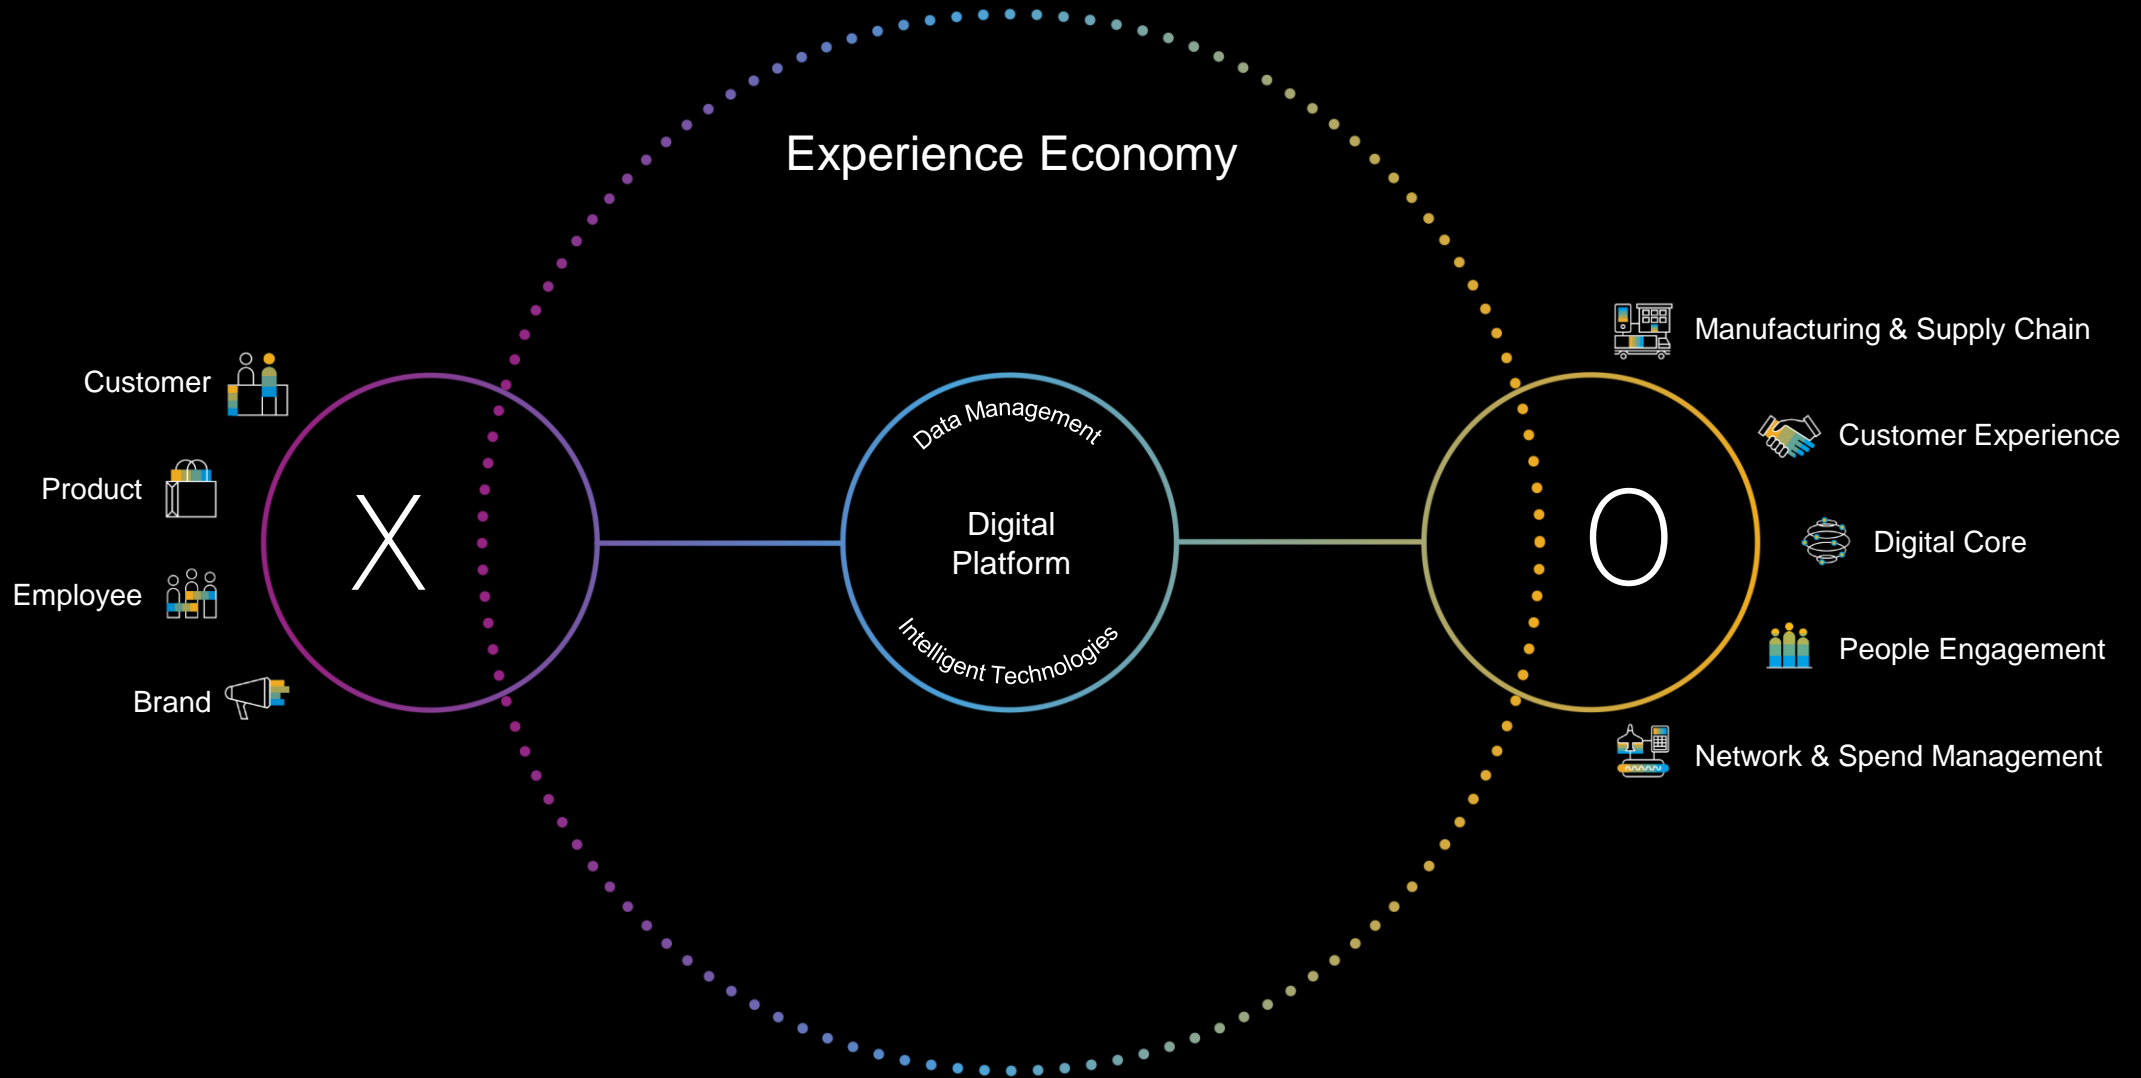 Experience Economy
Customer
Product
Employee
Brand
X
Data Management
Digital
Platform
Intelligent Technologies
O
Manufacturing & Supply Chain
Customer Experience
Digital Core
People Engagement
Network & Spend Management